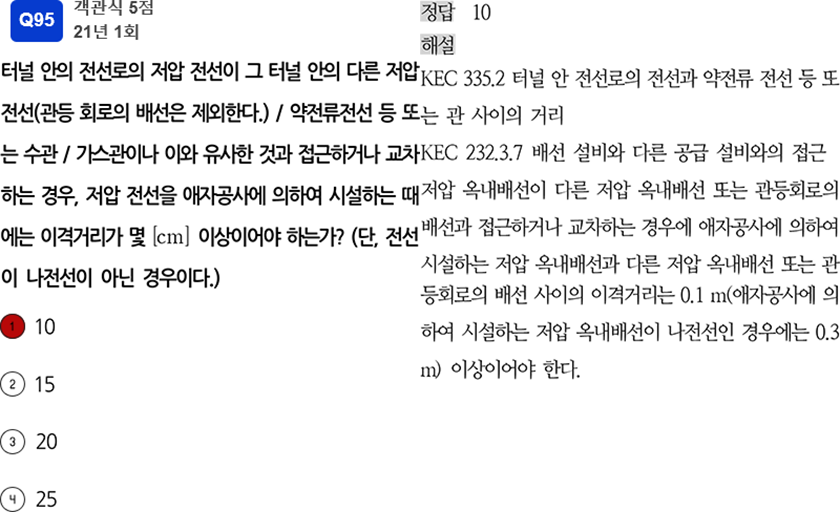 Q95
객관식 5점
21년 1회
터널 안의 전선로의 저압 전선이 그 터널 안의 다른 저압
전선(관등 회로의 배선은 제외한다.) / 약전류전선 등 또
는 수관 / 가스관이나 이와 유사한 것과 접근하거나 교차
하는 경우, 저압 전선을 애자공사에 의하여 시설하는 때
에는 이격거리가 몇 [cm] 이상이어야 하는가? (단, 전선
이 나전선이 아닌 경우이다.)
1 10
2 15
3 20
4 25
정답 10
해설
KEC 335.2 터널 안 전선로의 전선과 약전류 전선 등 또
는 관 사이의 거리
KEC 232.3.7 배선 설비와 다른 공급 설비와의 접근
저압 옥내배선이 다른 저압 옥내배선 또는 관등회로의
배선과 접근하거나 교차하는 경우에 애자공사에 의하여
시설하는 저압 옥내배선과 다른 저압 옥내배선 또는 관
등회로의 배선 사이의 이격거리는 0.1 m(애자공사에 의
하여 시설하는 저압 옥내배선이 나전선인 경우에는 0.3
m) 이상이어야 한다.